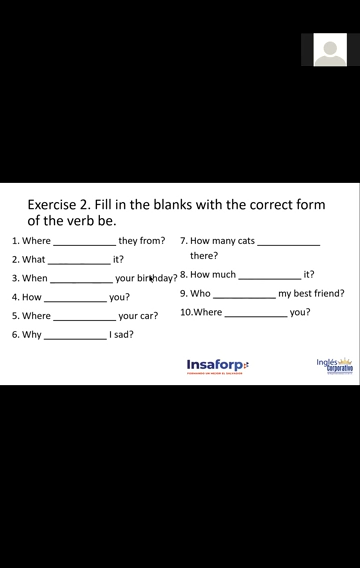 Exercise 2. Fill in the blanks with the correct form
of the verb be.
1. Where ____________ they from?
2. What ____________ it?
3. When ____________ your birthday?
4. How ____________ you?
5. Where ____________ your car?
6. Why ____________ I sad?
7. How many cats ____________
there?
8. How much ____________ it?
9. Who ____________ my best friend?
10.Where ____________ you?
Insaforp
Inglés
Corporativo